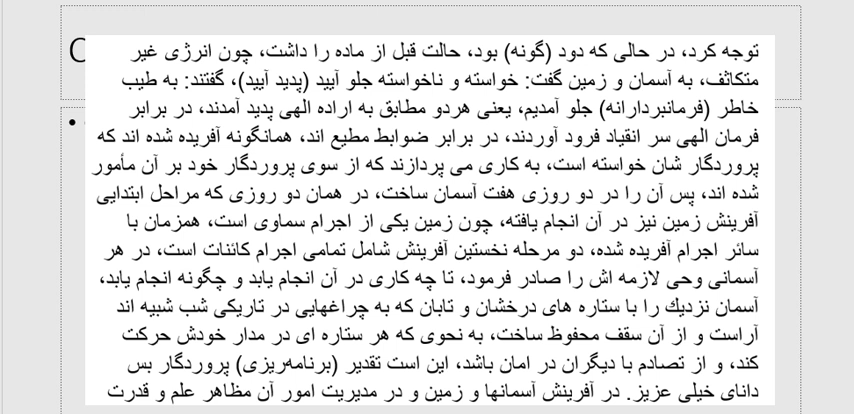 توجه کرد، در حالی که دود (گونه) بود، حالت قبل از ماده را داشت، چون انرژی غیر
متکاثف، به آسمان و زمین گفت: خواسته و ناخواسته جلو آیید (پدید آیید)، گفتند: به طیب
خاطر (فرمانبردارانه) جلو آمدیم، یعنی هردو مطابق به اراده الهی پدید آمدند، در برابر
فرمان الهی سر انقیاد فرود آوردند، در برابر ضوابط مطیع اند، همانگونه آفریده شده اند که
پروردگار شان خواسته است، به کاری می پردازند که از سوی پروردگار خود بر آن مأمور
شده اند، پس آن را در دو روزی هفت آسمان ساخت، در همان دو روزی که مراحل ابتدایی
آفرینش زمین نیز در آن انجام یافته، چون زمین یکی از اجرام سماوی است، همزمان با
سائر اجرام آفریده شده، دو مرحله نخستین آفرینش شامل تمامی اجرام کائنات است، در هر
آسمانی وحی لازمه اش را صادر فرمود، تا چه کاری در آن انجام یابد و چگونه انجام یابد،
آسمان نزدیك را با ستاره های درخشان و تابان که به چراغهایی در تاریکی شب شبیه اند
آراست و از آن سقف محفوظ ساخت، به نحوی که هر ستاره ای در مدار خودش حرکت
کند، و از تصادم با دیگران در امان باشد، این است تقدیر (برنامه‌ریزی) پروردگار بس
دانای خیلی عزیز. در آفرینش آسمانها و زمین و در مدیریت امور آن مظاهر علم و قدرت